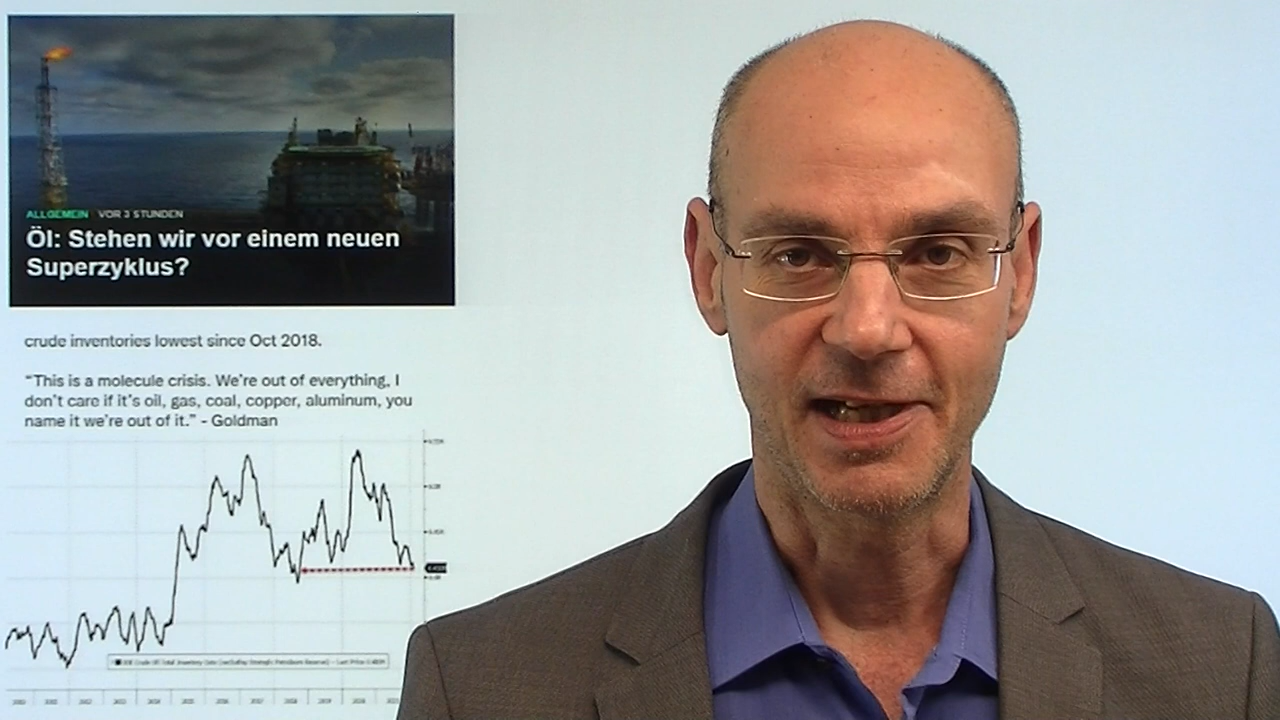 ALLGEMEIN VOR 3 STUNDEN
Öl: Stehen wir vor einem neuen
Superzyklus?
crude inventories lowest since Oct 2018.
“This is a molecule crisis. We’re out of everything, I
don’t care if it’s oil, gas, coal, copper, aluminum, you
name it we’re out of it.” - Goldman